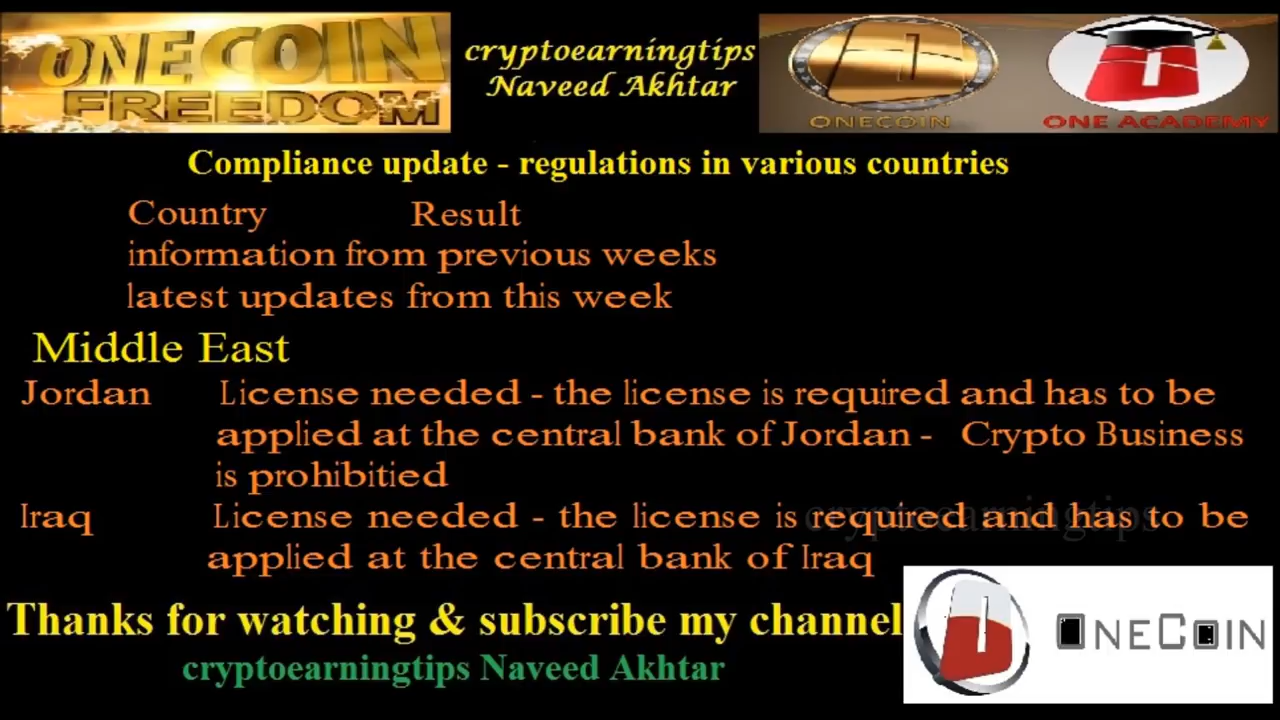 ONECOIN
FREEDOM
cryptoearningtips
Naveed Akhtar
ONECOIN
ONE ACADEMY
Compliance update - regulations in various countries
Country Result
information from previous weeks
latest updates from this week
Middle East
Jordan License needed - the license is required and has to be
applied at the central bank of Jordan - Crypto Business
is prohibitied
Iraq License needed - the license is required and has to be
applied at the central bank of Iraq
cryptoearningtips
Thanks for watching & subscribe my channel
cryptoearningtips Naveed Akhtar
ONECOIN